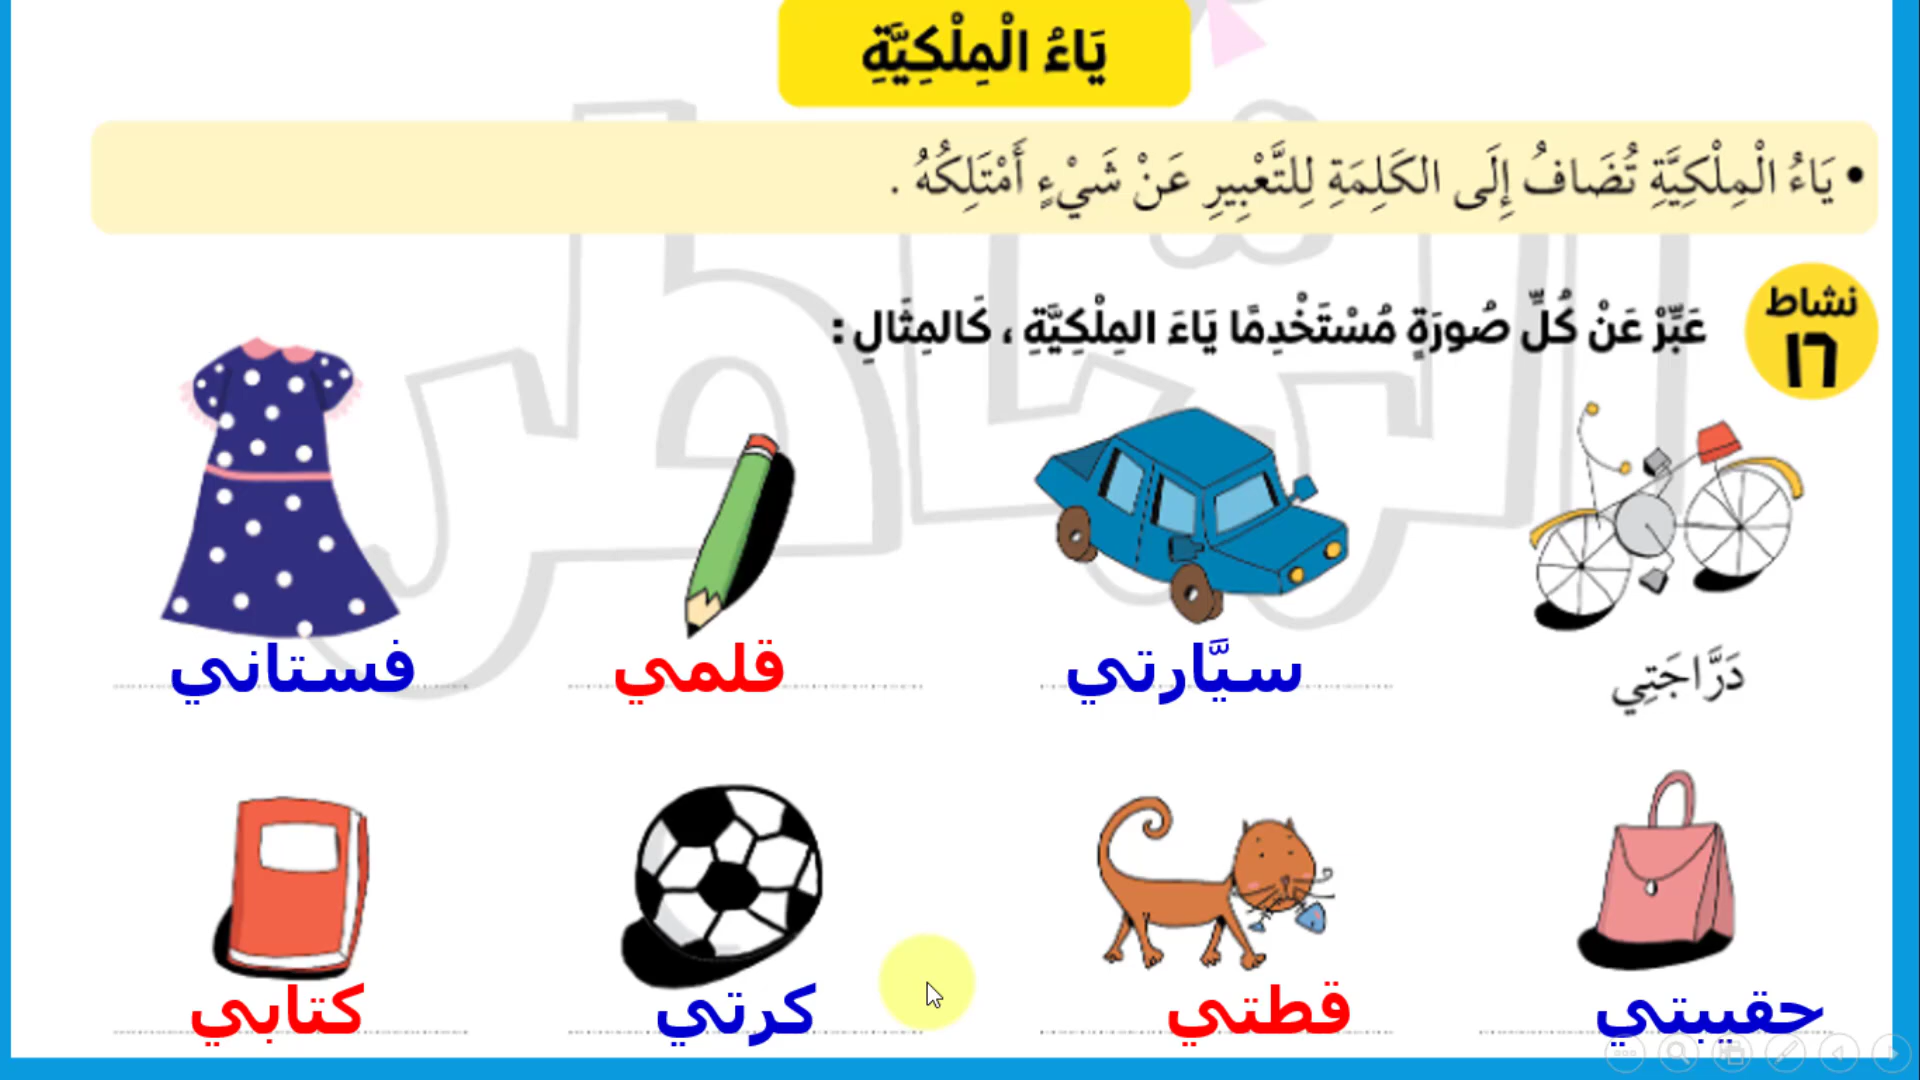 يَاءُ الْمِلْكِيَّةِ
• يَاءُ الْمِلْكِيَّةِ تُضَافُ إِلَى الكَلِمَةِ لِلتَّعْبِيرِ عَنْ شَيْءٍ أَمْتَلِكُهُ .
نشاط
١٦
عَبِّرْ عَنْ كُلِّ صُورَةٍ مُسْتَخْدِمًا يَاءَ المِلْكِيَّةِ ، كَالمِثَالِ :
دَرَّاجَتِي سيَّارتي قلمي فستاني
حقيبتي قطتي كرتي كتابي